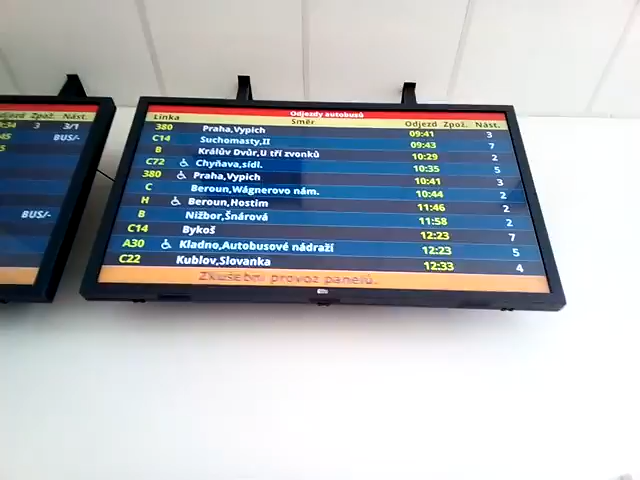 Odjezdy autobusů
Linka Směr Odjezd Zpož. Nást.
380 Praha,Vypich 09:41 3
C14 Suchomasty,II 09:43 7
B Králův Dvůr,U tří zvonků 10:29 2
C72 Chyňava,sídl. 10:35 5
380 Praha,Vypich 10:41 3
C Beroun,Wágnerovo nám. 10:44 2
H Beroun,Hostim 11:46 2
B Nižbor,Šnárová 11:58 2
C14 Bykoš 12:23 7
A30 Kladno,Autobusové nádraží 12:23 5
C22 Kublov,Slovanka 12:33 4
Zkušební provoz panelů.
Zpož. Nást.
3 3/1
BUS/-
BUS/-